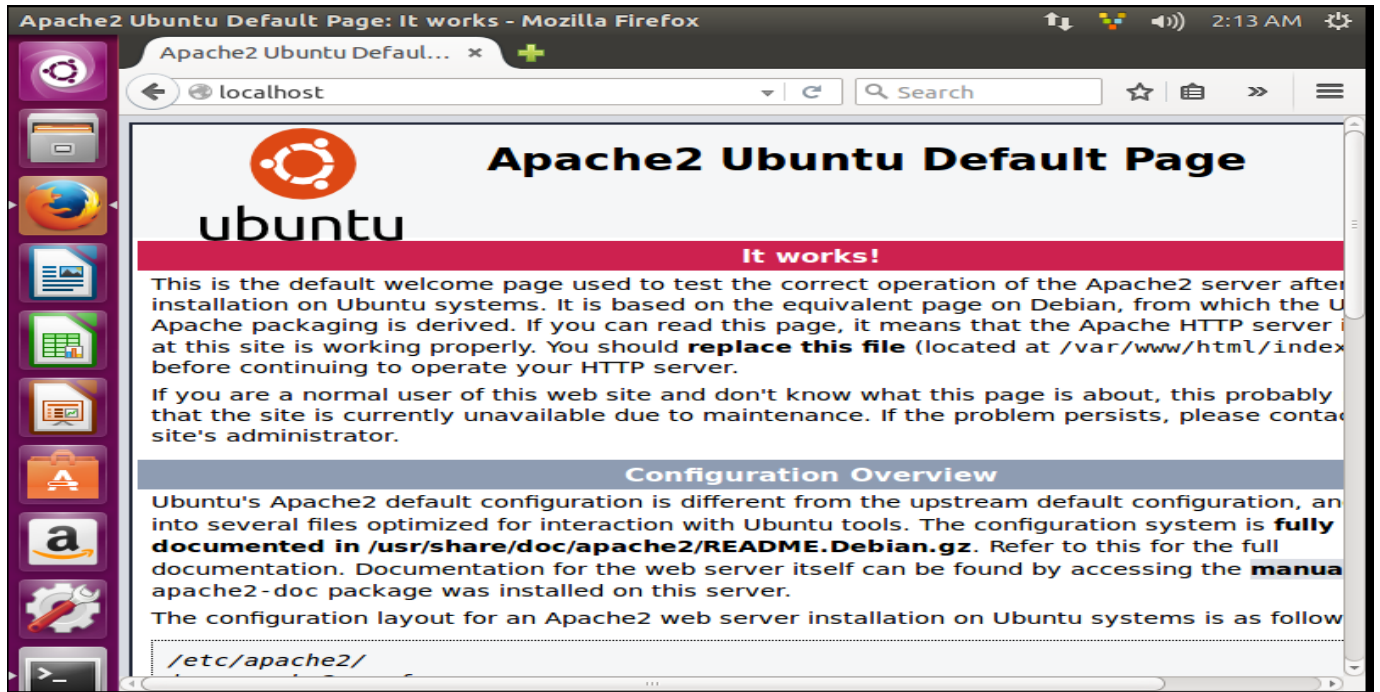 Apache2 Ubuntu Default Page: It works - Mozilla Firefox
2:13 AM
Apache2 Ubuntu Defaul...
localhost
Search
ubuntu
Apache2 Ubuntu Default Page
It works!
This is the default welcome page used to test the correct operation of the Apache2 server after
installation on Ubuntu systems. It is based on the equivalent page on Debian, from which the U
Apache packaging is derived. If you can read this page, it means that the Apache HTTP server i
at this site is working properly. You should replace this file (located at /var/www/html/index
before continuing to operate your HTTP server.
If you are a normal user of this web site and don't know what this page is about, this probably
that the site is currently unavailable due to maintenance. If the problem persists, please conta
site's administrator.
Configuration Overview
Ubuntu's Apache2 default configuration is different from the upstream default configuration, an
into several files optimized for interaction with Ubuntu tools. The configuration system is fully
documented in /usr/share/doc/apache2/README.Debian.gz. Refer to this for the full
documentation. Documentation for the web server itself can be found by accessing the manua
apache2-doc package was installed on this server.
The configuration layout for an Apache2 web server installation on Ubuntu systems is as follow
/etc/apache2/